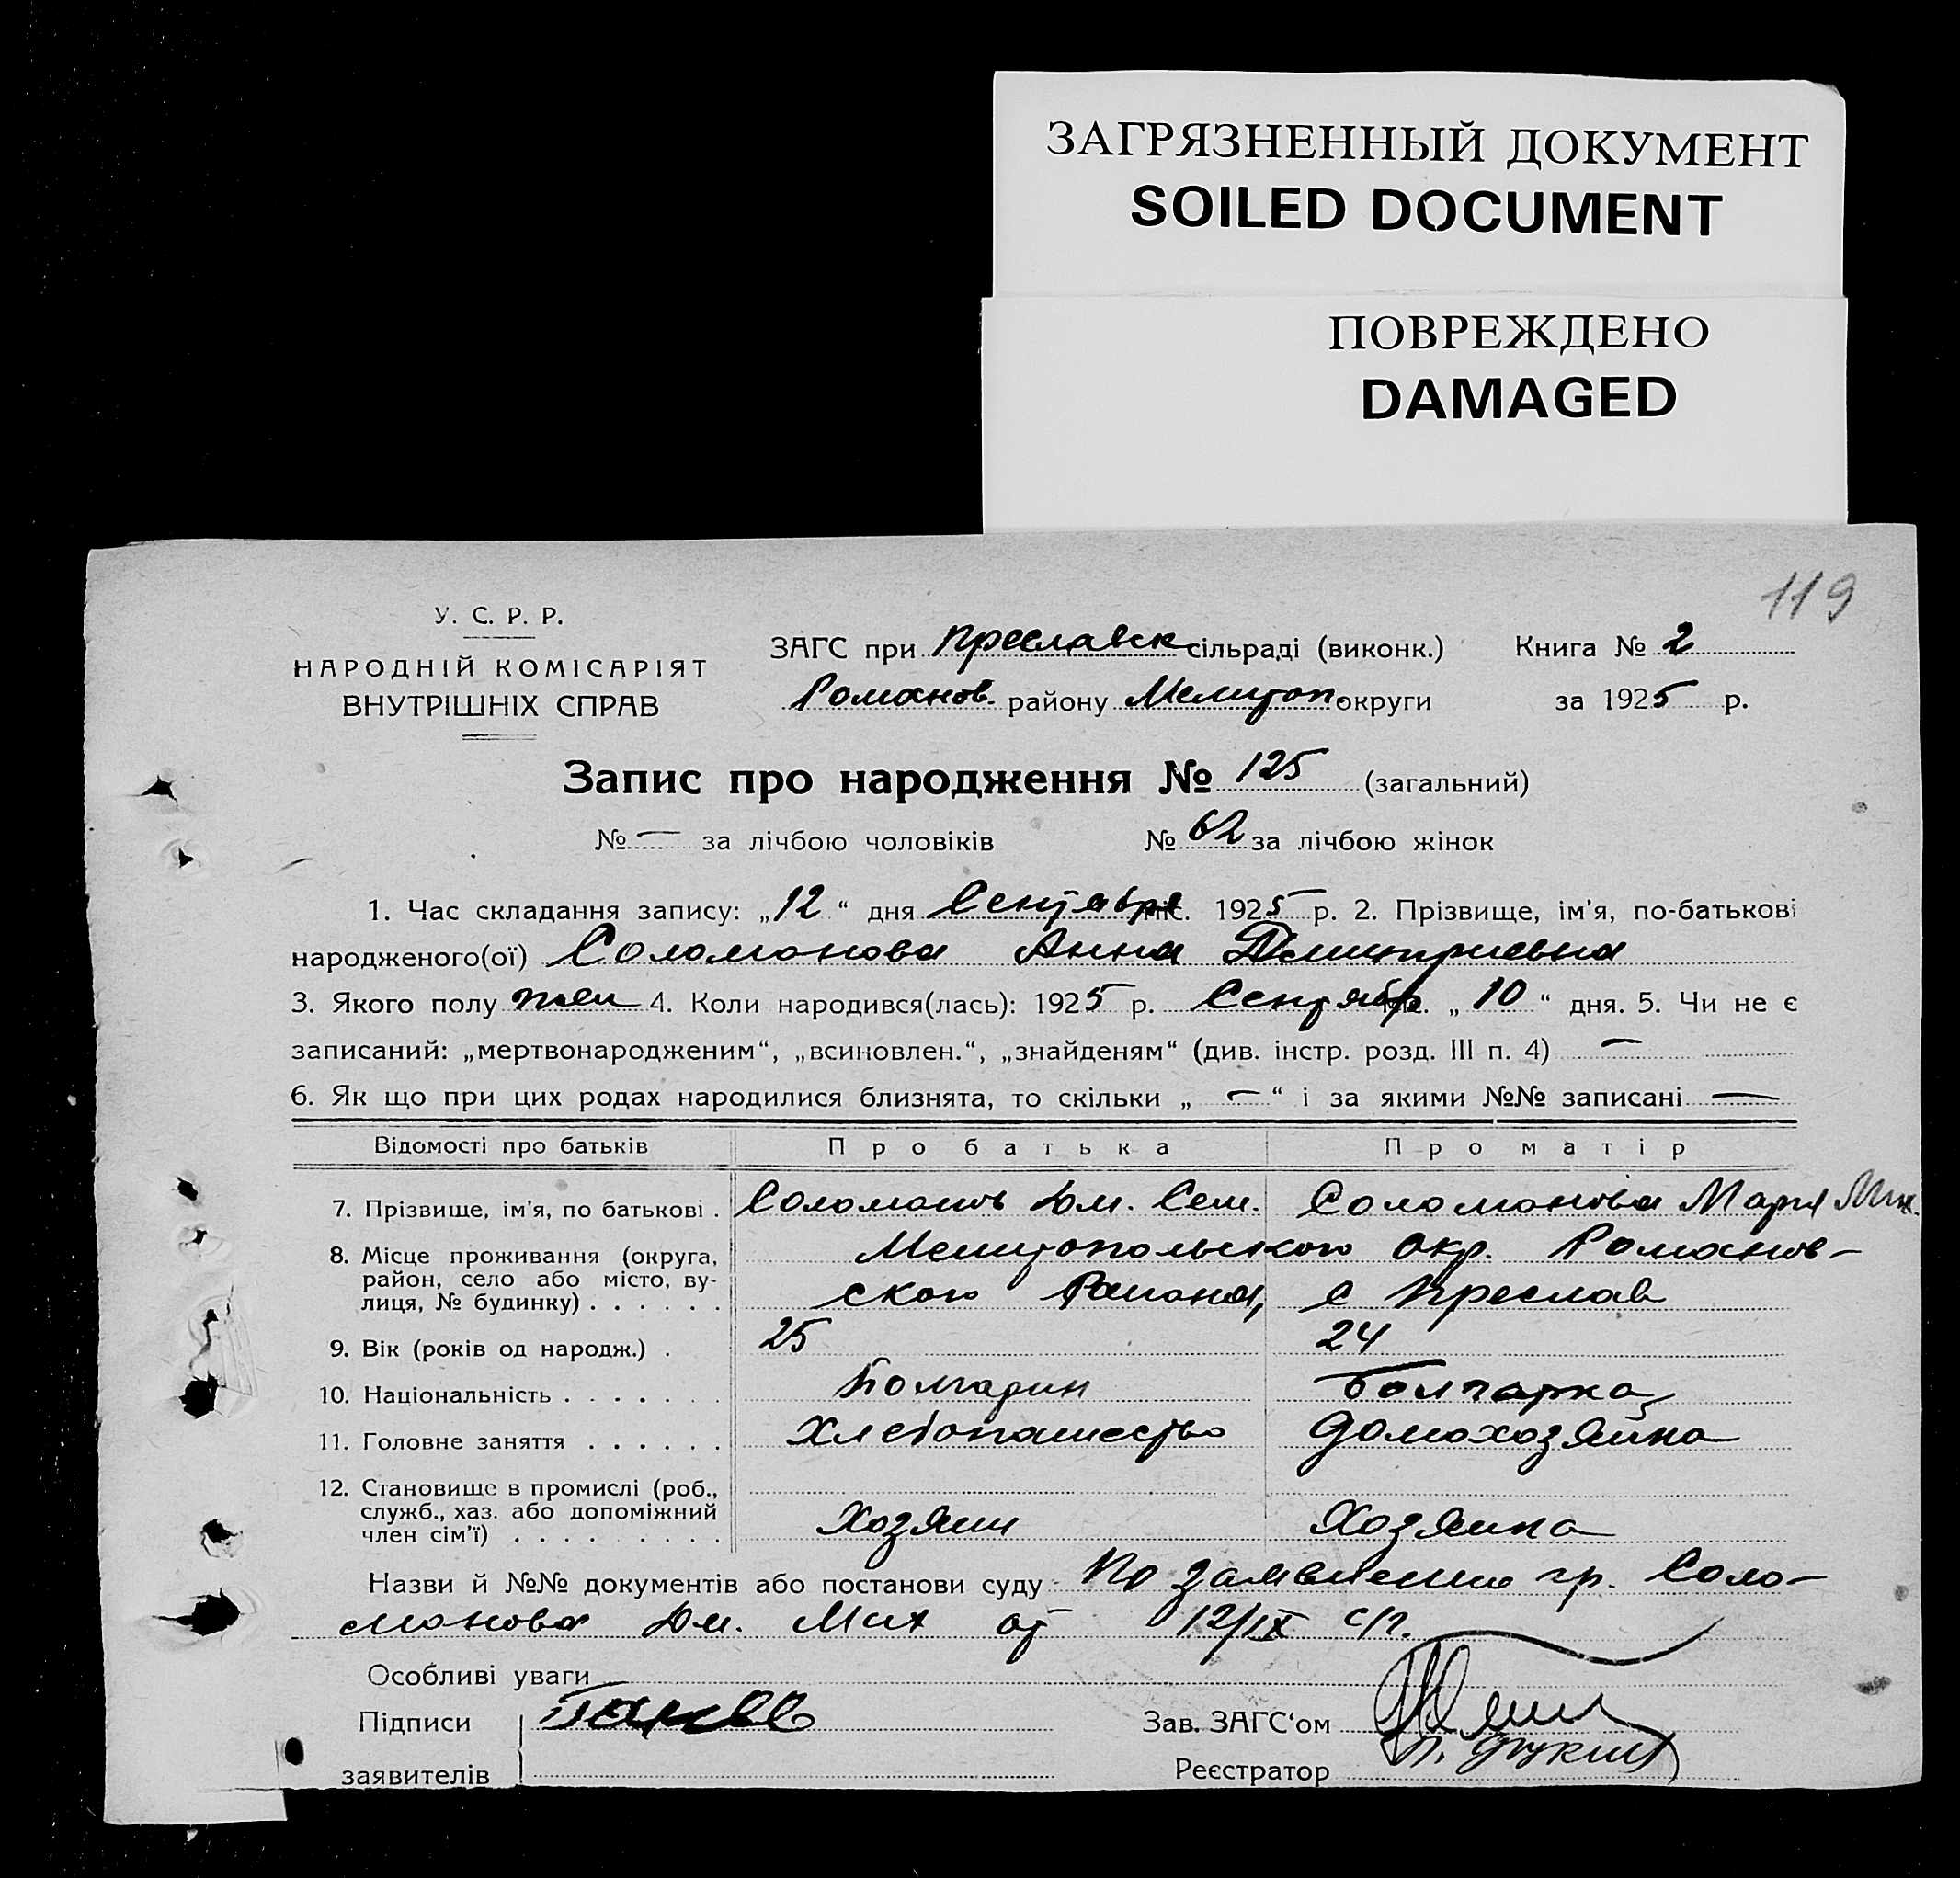 ЗАГРЯЗНЕННЫЙ ДОКУМЕНТ
SOILED DOCUMENT
ПОВРЕЖДЕНО
DAMAGED
119
У. С. Р. Р.
НАРОДНІЙ КОМІСАРІЯТ
ВНУТРІШНІХ СПРАВ
ЗАГС при Преславск сільраді (виконк.) Книга № 2
Романов. району Мелитоп. округи за 1925 р.
Запис про народження № 125 (загальний)
№ — за лічбою чоловіків № 62 за лічбою жінок
1. Час складання запису: „12“ дня Сентября міс. 1925 р. 2. Прізвище, ім'я, по-батькові
народженого(ої) Соломонова Анна Дмитриевна
3. Якого полу жен 4. Коли народився(лась): 1925 р. Сентябр міс. „10“ дня. 5. Чи не є
записаний: „мертвонародженим“, „всиновлен.“, „знайденям“ (див. інстр. розд. III п. 4) —
6. Як що при цих родах народилися близнята, то скільки „—“ і за якими №№ записані —
Відомості про батьків Про батька Про матір
7. Прізвище, ім'я, по батькові . Соломонов Дм. Сем. Соломонова Мария Мих.
8. Місце проживання (округа, Мелитопольского окр. Романов-
район, село або місто, ву-
лиця, № будинку) . . . . . . ского Района, с Преслав
9. Вік (років од народж.) . 25 24
10. Національність . . . . . . . Болгарин Болгарка
11. Головне заняття . . . . . . Хлебопашество домохозяйка
12. Становище в промислі (роб.,
служб., хаз. або допоміжний
член сім'ї) . . . . . . . . . Хозяин Хозяйка
Назви й №№ документів або постанови суду По заявлению гр. Соло-
монова Дм. Мих от 12/IX с/г.
Особливі уваги
Підписи Зав. ЗАГС'ом
заявителів Реєстратор